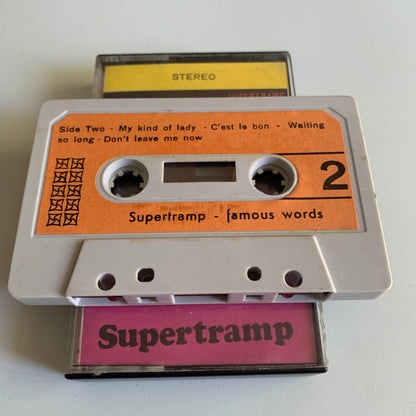 STEREO
SUPERTRAMP
Side Two - My kind of lady - C'est le bon - Waiting
so long - Don't leave me now
2
Supertramp - famous words
Supertramp